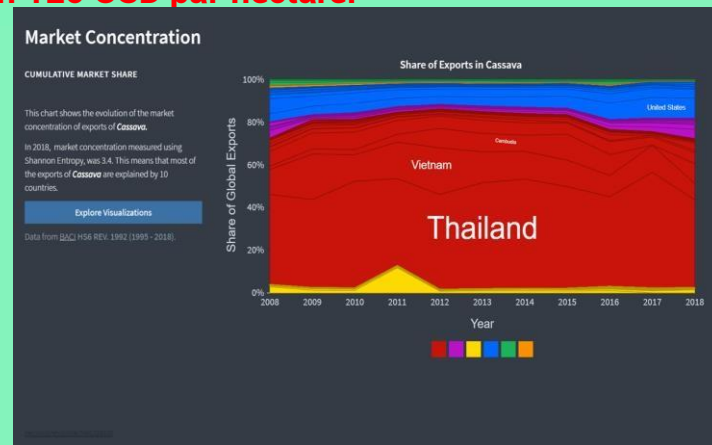 120 USD par hectare.
Market Concentration
CUMULATIVE MARKET SHARE
This chart shows the evolution of the market
concentration of exports of Cassava.
In 2018, market concentration measured using
Shannon Entropy, was 3.4. This means that most of
the exports of Cassava are explained by 10
countries.
Explore Visualizations
Data from BACI HS6 REV. 1992 (1995 - 2018).
Share of Exports in Cassava
Share of Global Exports
100%
80%
60%
40%
20%
0%
United States
Cambodia
Vietnam
Thailand
2008 2009 2010 2011 2012 2013 2014 2015 2016 2017 2018
Year